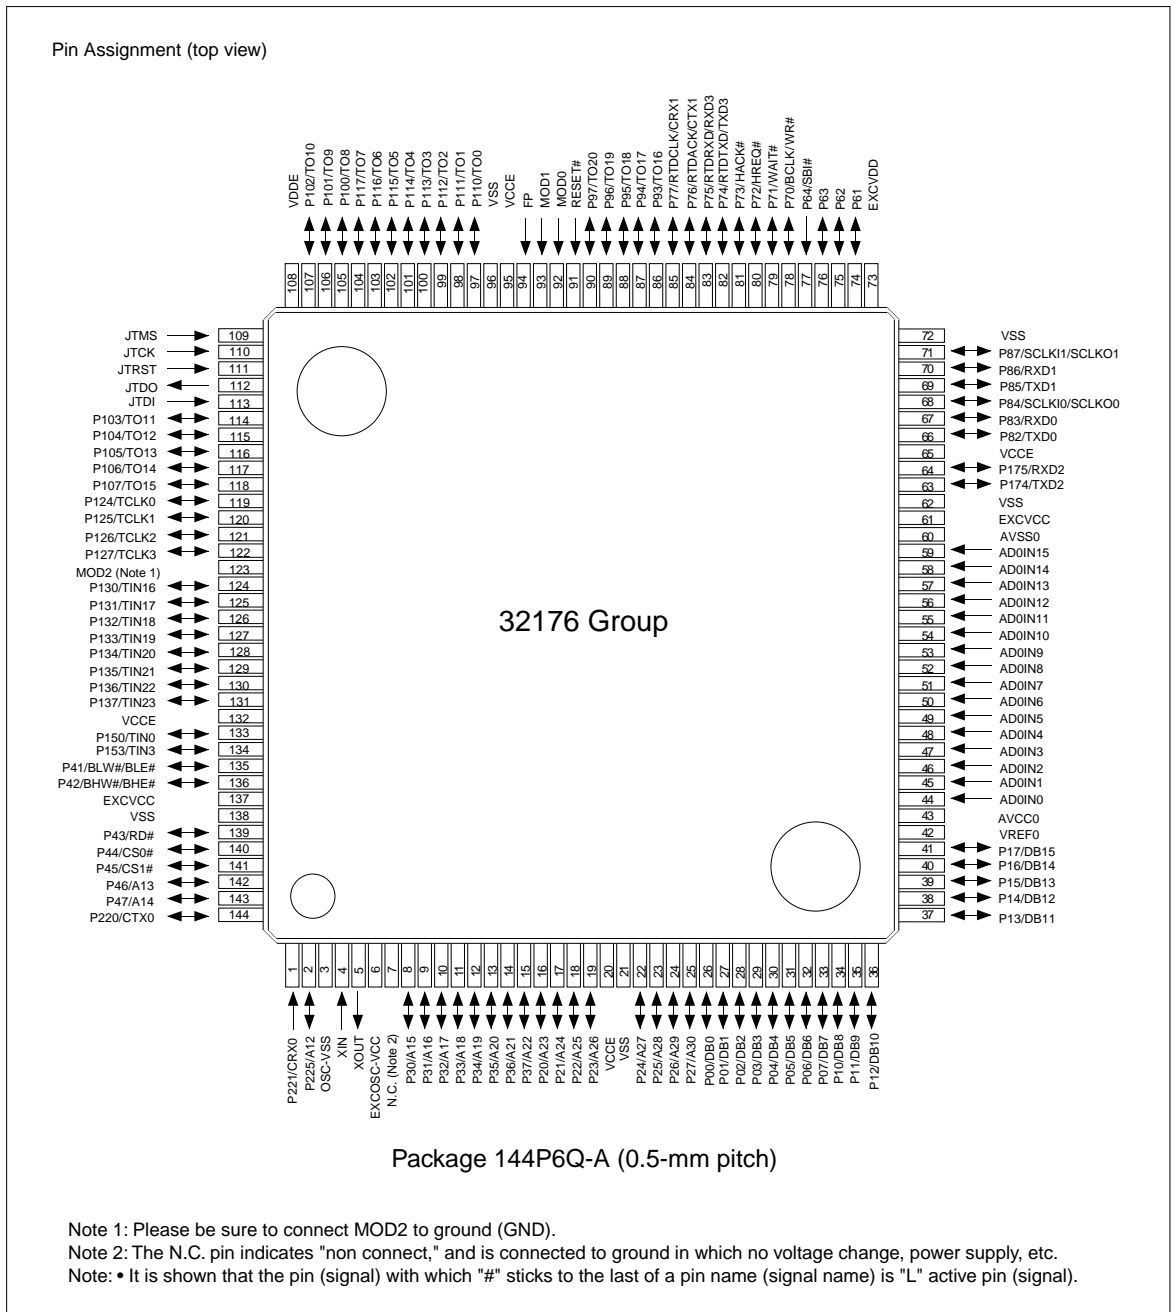 Pin Assignment (top view)
VDDE
P102/TO10
P101/TO9
P100/TO8
P117/TO7
P116/TO6
P115/TO5
P114/TO4
P113/TO3
P112/TO2
P111/TO1
P110/TO0
VSS
VCCE
FP
MOD1
MOD0
RESET#
P97/TO20
P96/TO19
P95/TO18
P94/TO17
P93/TO16
P77/RTDCLK/CRX1
P76/RTDACK/CTX1
P75/RTDRXD/RXD3
P74/RTDTXD/TXD3
P73/HACK#
P72/HREQ#
P71/WAIT#
P70/BCLK/WR#
P64/SBI#
P63
P62
P61
EXCVDD
108
107
106
105
104
103
102
101
100
99
98
97
96
95
94
93
92
91
90
89
88
87
86
85
84
83
82
81
80
79
78
77
76
75
74
73
JTMS 109
JTCK 110
JTRST 111
JTDO 112
JTDI 113
P103/TO11 114
P104/TO12 115
P105/TO13 116
P106/TO14 117
P107/TO15 118
P124/TCLK0 119
P125/TCLK1 120
P126/TCLK2 121
P127/TCLK3 122
MOD2 (Note 1) 123
P130/TIN16 124
P131/TIN17 125
P132/TIN18 126
P133/TIN19 127
P134/TIN20 128
P135/TIN21 129
P136/TIN22 130
P137/TIN23 131
VCCE 132
P150/TIN0 133
P153/TIN3 134
P41/BLW#/BLE# 135
P42/BHW#/BHE# 136
EXCVCC 137
VSS 138
P43/RD# 139
P44/CS0# 140
P45/CS1# 141
P46/A13 142
P47/A14 143
P220/CTX0 144
32176 Group
72 VSS
71 P87/SCLKI1/SCLKO1
70 P86/RXD1
69 P85/TXD1
68 P84/SCLKI0/SCLKO0
67 P83/RXD0
66 P82/TXD0
65 VCCE
64 P175/RXD2
63 P174/TXD2
62 VSS
61 EXCVCC
60 AVSS0
59 AD0IN15
58 AD0IN14
57 AD0IN13
56 AD0IN12
55 AD0IN11
54 AD0IN10
53 AD0IN9
52 AD0IN8
51 AD0IN7
50 AD0IN6
49 AD0IN5
48 AD0IN4
47 AD0IN3
46 AD0IN2
45 AD0IN1
44 AD0IN0
43 AVCC0
42 VREF0
41 P17/DB15
40 P16/DB14
39 P15/DB13
38 P14/DB12
37 P13/DB11
1
2
3
4
5
6
7
8
9
10
11
12
13
14
15
16
17
18
19
20
21
22
23
24
25
26
27
28
29
30
31
32
33
34
35
36
P221/CRX0
P225/A12
OSC-VSS
XIN
XOUT
EXCOSC-VCC
N.C. (Note 2)
P30/A15
P31/A16
P32/A17
P33/A18
P34/A19
P35/A20
P36/A21
P37/A22
P20/A23
P21/A24
P22/A25
P23/A26
VCCE
VSS
P24/A27
P25/A28
P26/A29
P27/A30
P00/DB0
P01/DB1
P02/DB2
P03/DB3
P04/DB4
P05/DB5
P06/DB6
P07/DB7
P10/DB8
P11/DB9
P12/DB10
Package 144P6Q-A (0.5-mm pitch)
Note 1: Please be sure to connect MOD2 to ground (GND).
Note 2: The N.C. pin indicates "non connect," and is connected to ground in which no voltage change, power supply, etc.
Note: • It is shown that the pin (signal) with which "#" sticks to the last of a pin name (signal name) is "L" active pin (signal).